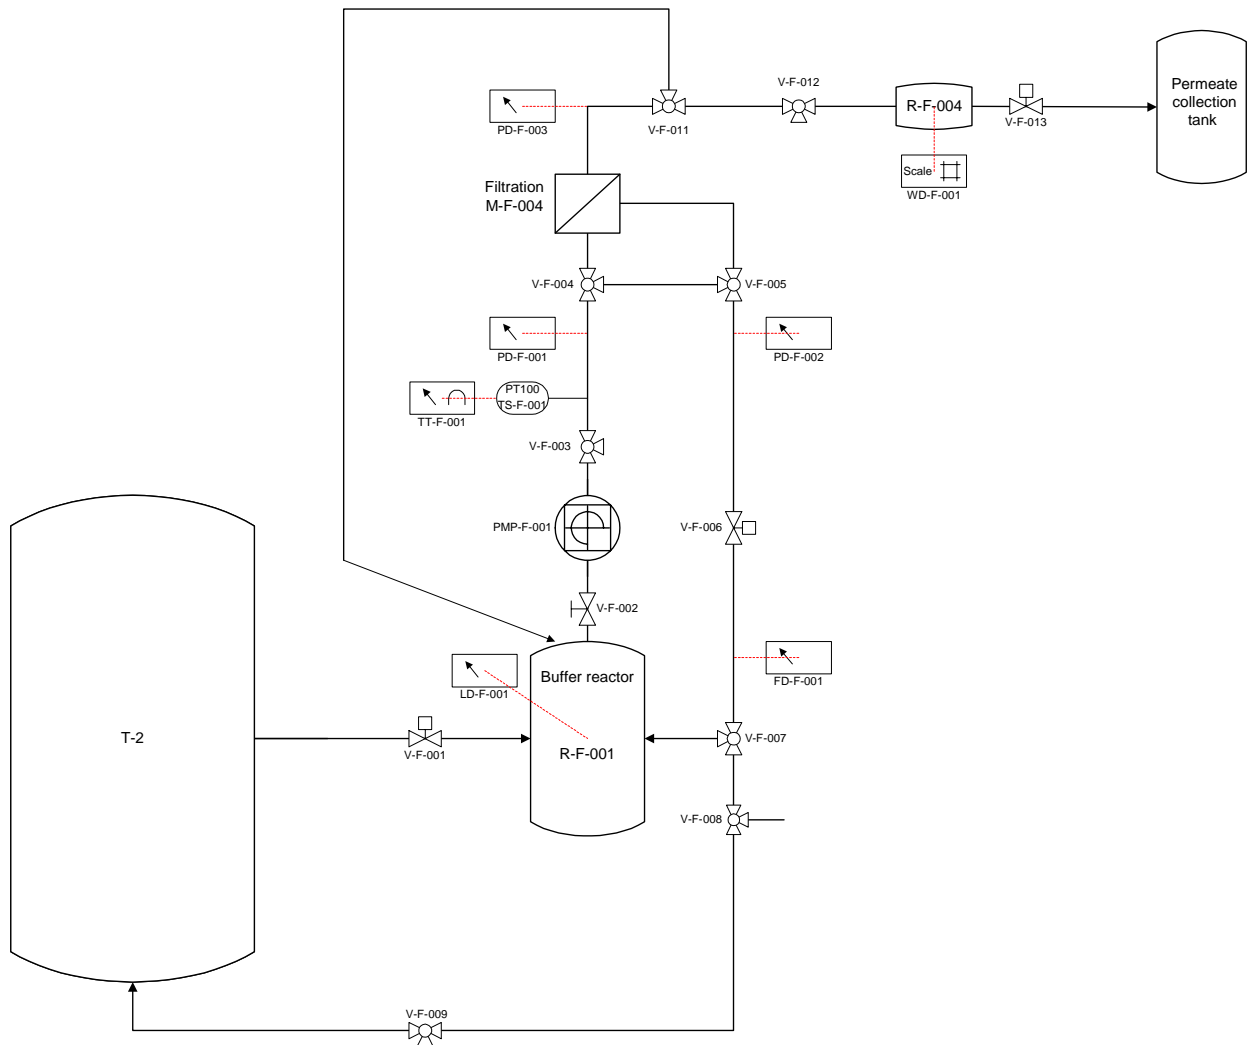 V-F-012
Permeate
collection
tank
R-F-004
PD-F-003
V-F-011
V-F-013
Scale
WD-F-001
Filtration
M-F-004
V-F-004
V-F-005
PD-F-001
PD-F-002
PT100
TS-F-001
TT-F-001
V-F-003
PMP-F-001
V-F-006
V-F-002
Buffer reactor
LD-F-001
FD-F-001
T-2
V-F-001
R-F-001
V-F-007
V-F-008
V-F-009